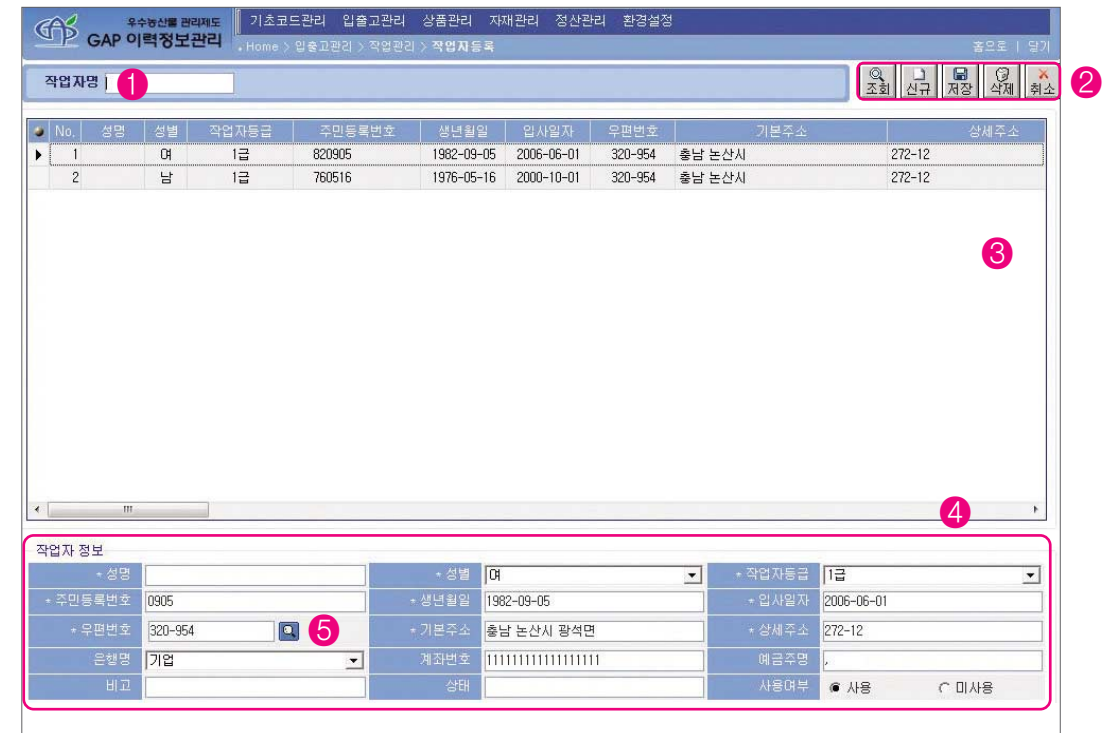 우수농산물 관리제도
GAP 이력정보관리
기초코드관리 입출고관리 상품관리 자재관리 정산관리 환경설정
Home > 입출고관리 > 작업관리 > 작업자등록
홈으로 | 닫기
작업자명 1
조회 신규 저장 삭제 취소 2
No. 성명 성별 작업자등급 주민등록번호 생년월일 입사일자 우편번호 기본주소 상세주소
1 여 1급 820905 1982-09-05 2006-06-01 320-954 충남 논산시 272-12
2 남 1급 760516 1976-05-16 2000-10-01 320-954 충남 논산시 272-12
3
4
작업자 정보
* 성명 * 성별 여 * 작업자등급 1급
* 주민등록번호 0905 * 생년월일 1982-09-05 * 입사일자 2006-06-01
* 우편번호 320-954 5 * 기본주소 충남 논산시 광석면 * 상세주소 272-12
은행명 기업 계좌번호 예금주명 ,
비고 상태 사용여부 사용 미사용